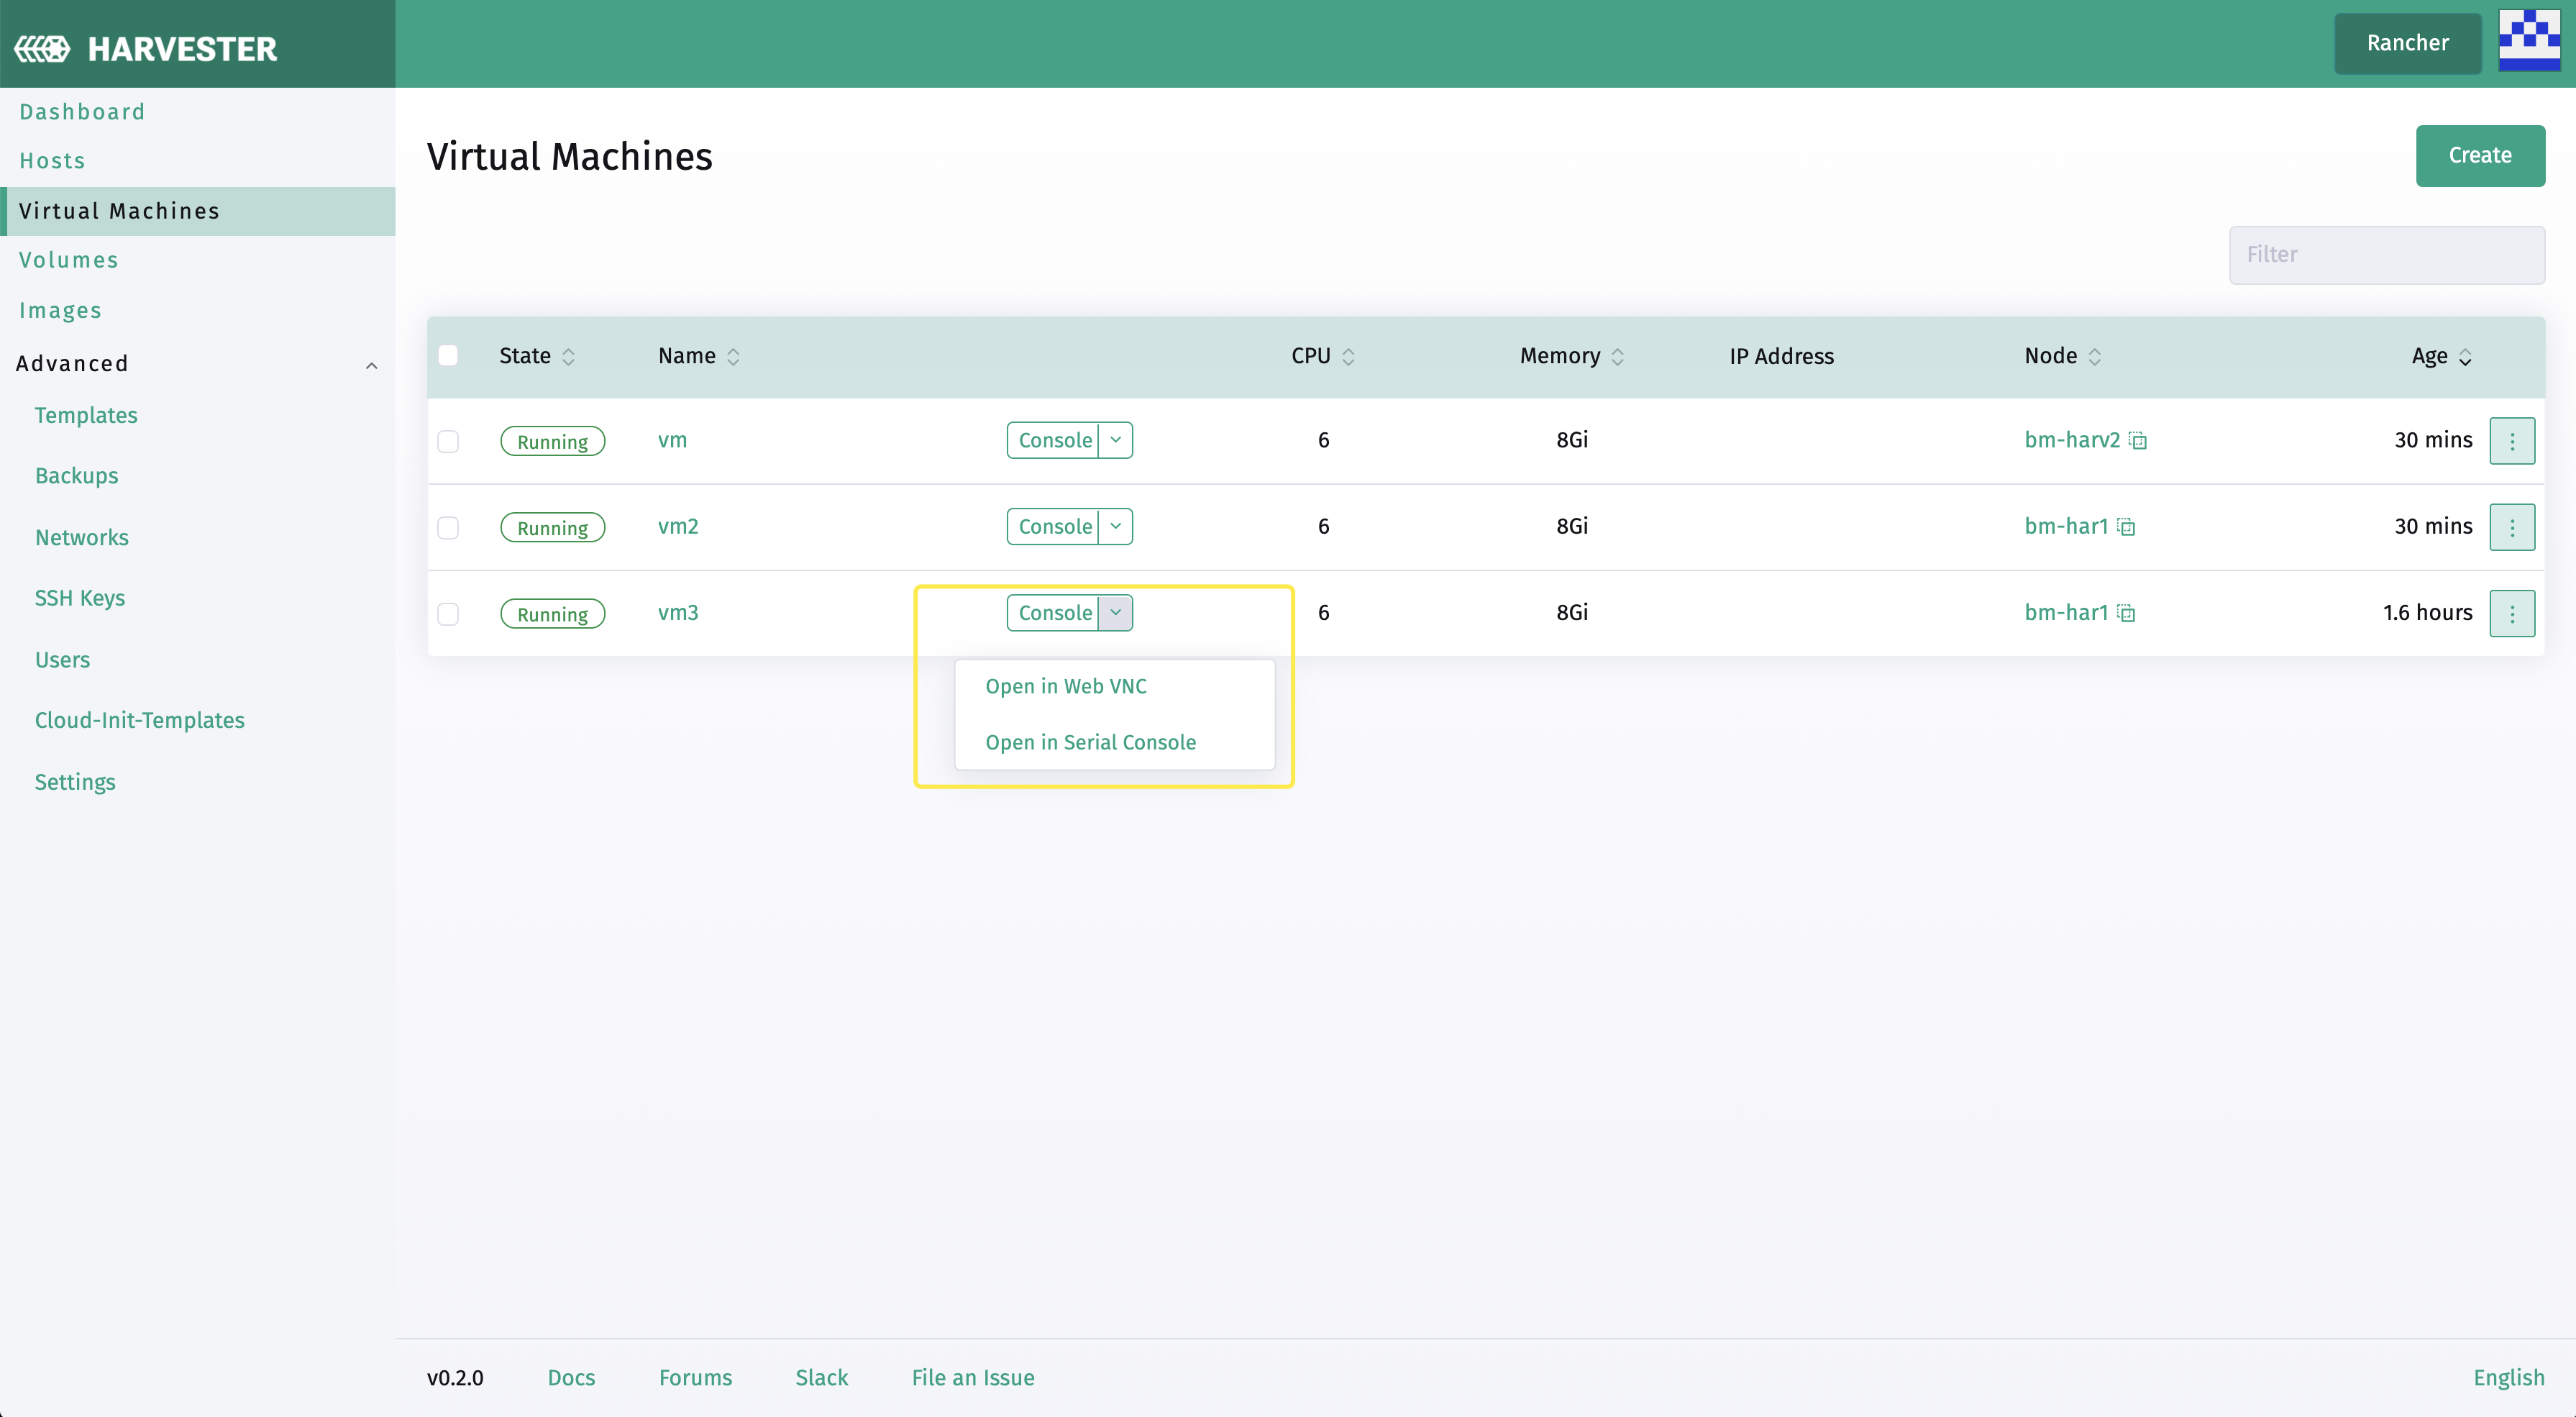 HARVESTER
Rancher
Dashboard
Hosts
Virtual Machines
Volumes
Images
Advanced
Templates
Backups
Networks
SSH Keys
Users
Cloud-Init-Templates
Settings
Virtual Machines
Create
Filter
State Name CPU Memory IP Address Node Age
Running vm Console 6 8Gi bm-harv2 30 mins
Running vm2 Console 6 8Gi bm-har1 30 mins
Running vm3 Console 6 8Gi bm-har1 1.6 hours
Open in Web VNC
Open in Serial Console
v0.2.0 Docs Forums Slack File an Issue English